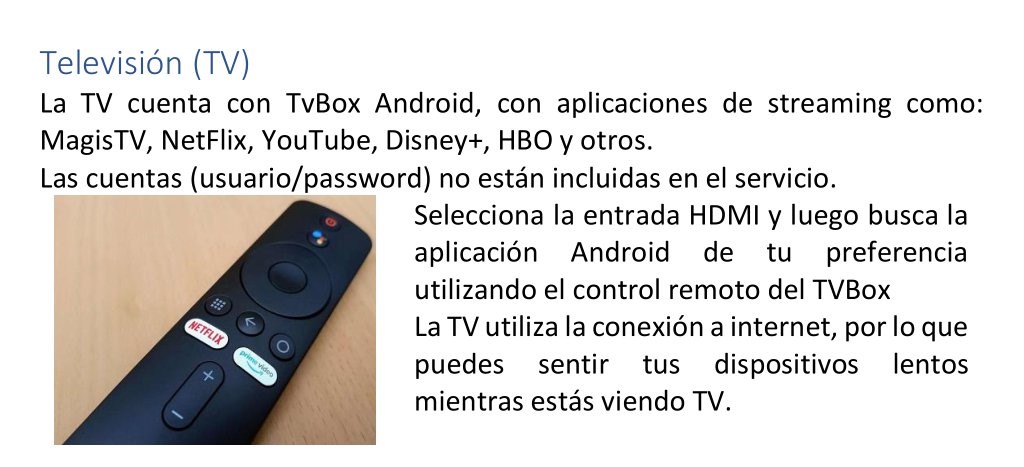 Televisión (TV)
La TV cuenta con TvBox Android, con aplicaciones de streaming como:
MagisTV, NetFlix, YouTube, Disney+, HBO y otros.
Las cuentas (usuario/password) no están incluidas en el servicio.
Selecciona la entrada HDMI y luego busca la
aplicación Android de tu preferencia
utilizando el control remoto del TVBox
La TV utiliza la conexión a internet, por lo que
puedes sentir tus dispositivos lentos
mientras estás viendo TV.
NETFLIX
prime video